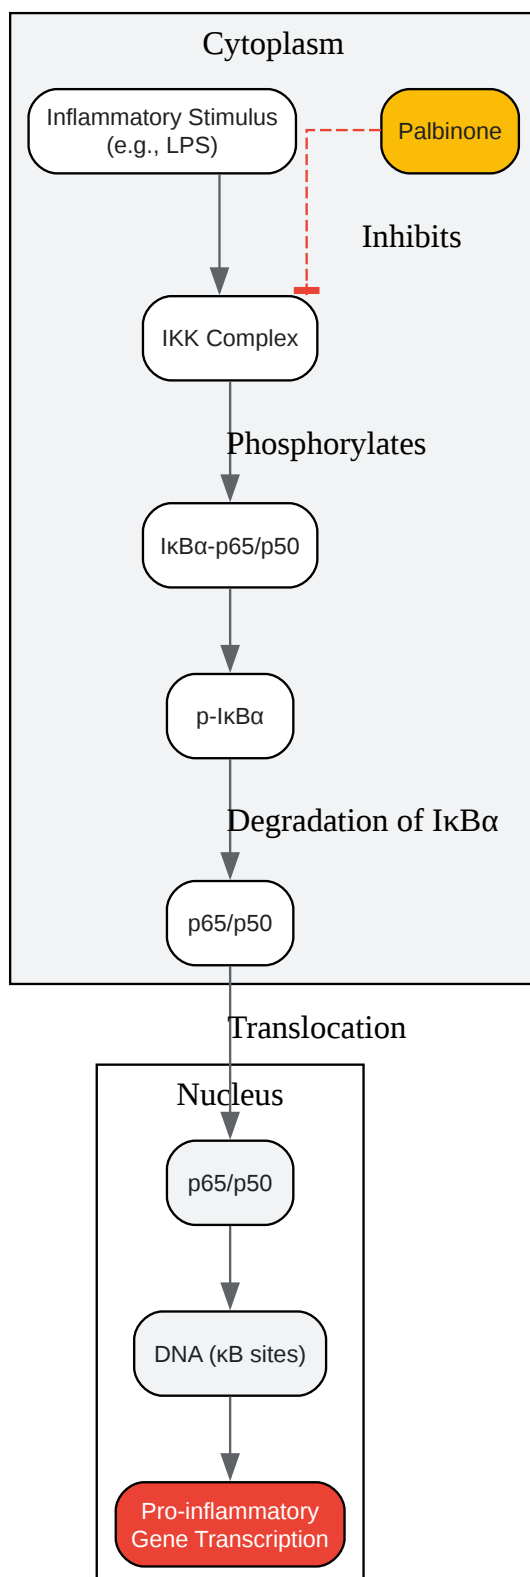 Cytoplasm
Inflammatory Stimulus
(e.g., LPS)
Palbinone
Inhibits
IKK Complex
Phosphorylates
IκBα-p65/p50
p-IκBα
Degradation of IκBα
p65/p50
Translocation
Nucleus
p65/p50
DNA (κB sites)
Pro-inflammatory
Gene Transcription